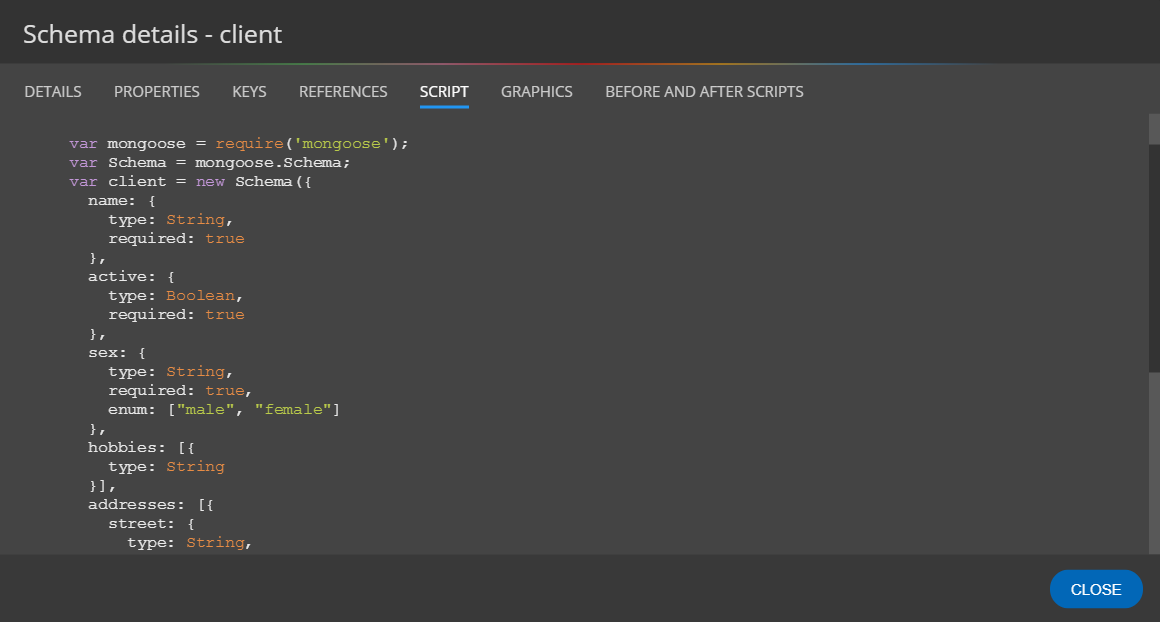 Schema details - client
DETAILS PROPERTIES KEYS REFERENCES SCRIPT GRAPHICS BEFORE AND AFTER SCRIPTS
var mongoose = require('mongoose');
var Schema = mongoose.Schema;
var client = new Schema({
  name: {
    type: String,
    required: true
  },
  active: {
    type: Boolean,
    required: true
  },
  sex: {
    type: String,
    required: true,
    enum: ["male", "female"]
  },
  hobbies: [{
    type: String
  }],
  addresses: [{
    street: {
      type: String,
CLOSE